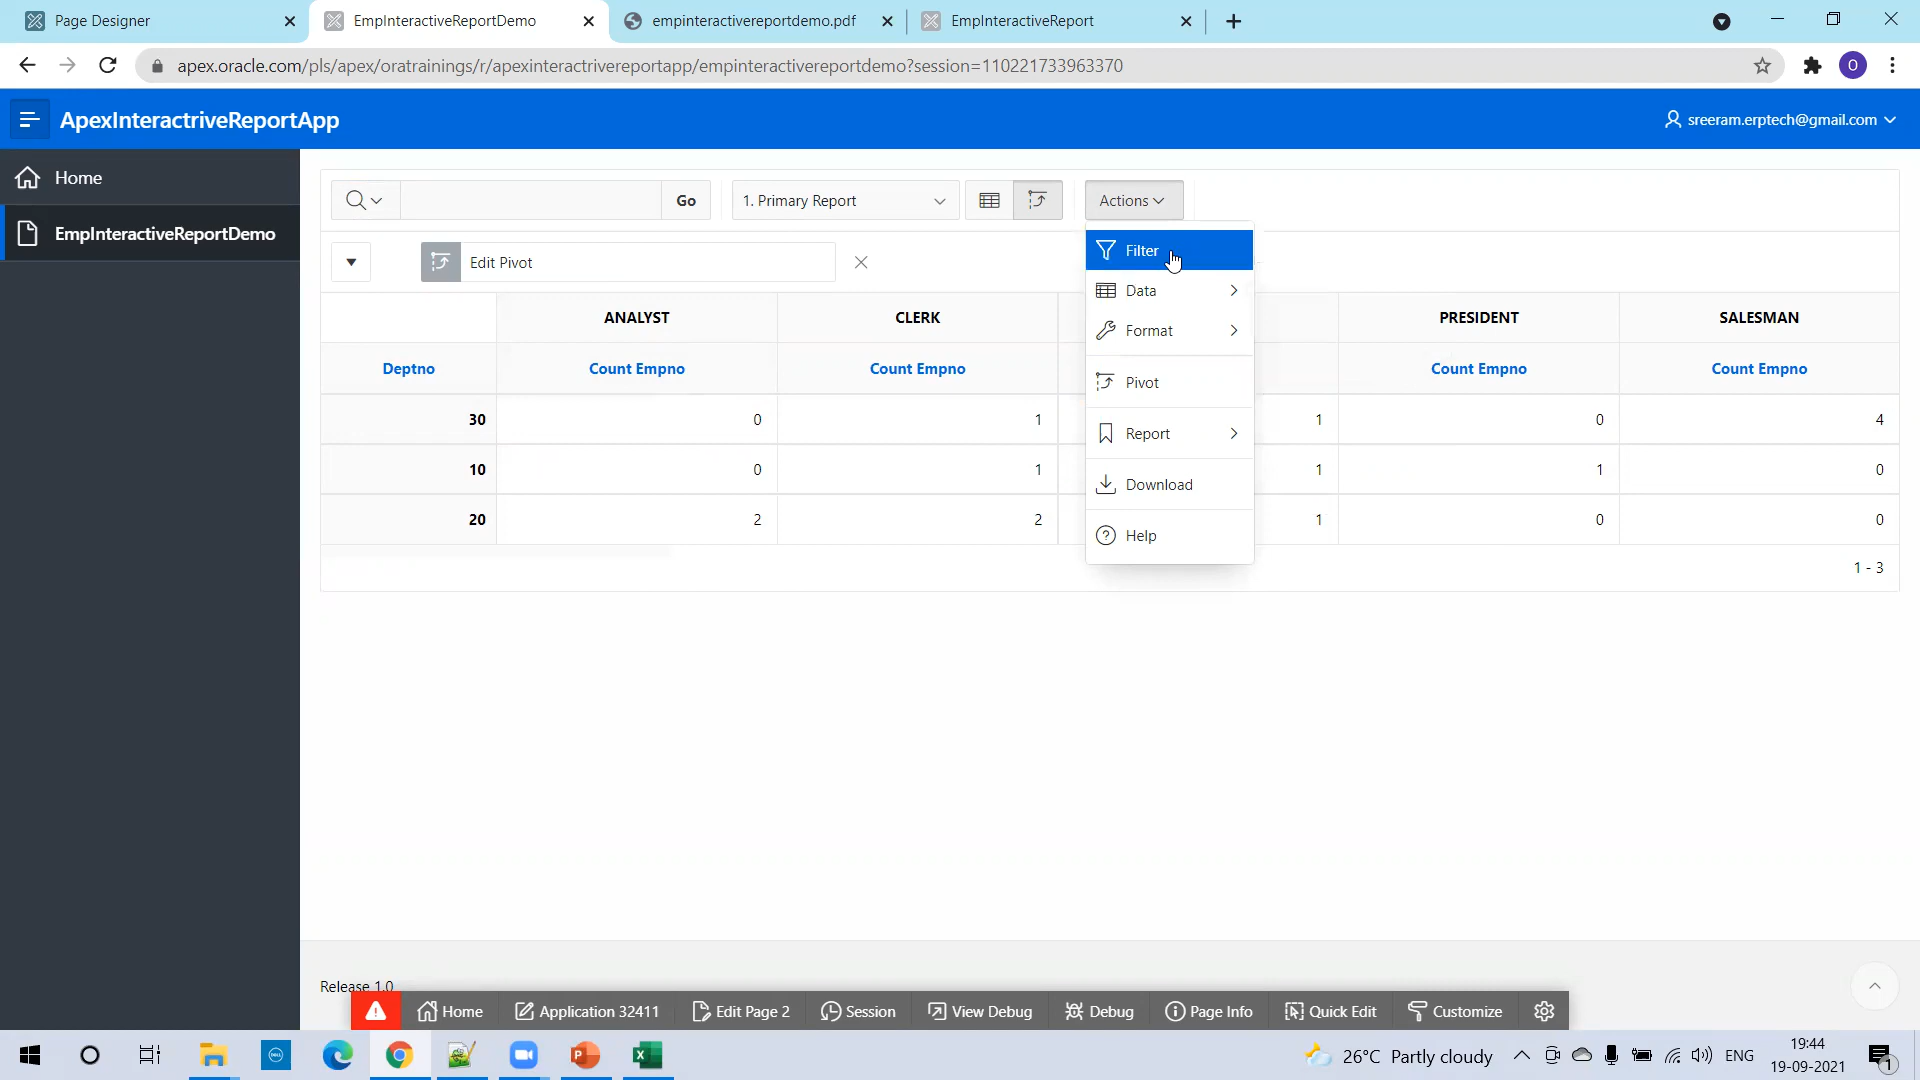 Page Designer
EmpInteractiveReportDemo
empinteractivereportdemo.pdf
EmpInteractiveReport
apex.oracle.com/pls/apex/oratrainings/r/apexinteractrivereportapp/empinteractivereportdemo?session=110221733963370
O
ApexInteractriveReportApp
sreeram.erptech@gmail.com
Home
EmpInteractiveReportDemo
Go
1. Primary Report
Actions
Edit Pivot
Filter
Data
Format
Pivot
Report
Download
Help
ANALYST CLERK PRESIDENT SALESMAN
Deptno Count Empno Count Empno Count Empno Count Empno
30 0 1 1 0 4
10 0 1 1 1 0
20 2 2 1 0 0
1 - 3
Release 1.0
Home Application 32411 Edit Page 2 Session View Debug Debug Page Info Quick Edit Customize
26°C Partly cloudy
ENG
19:44
19-09-2021
1